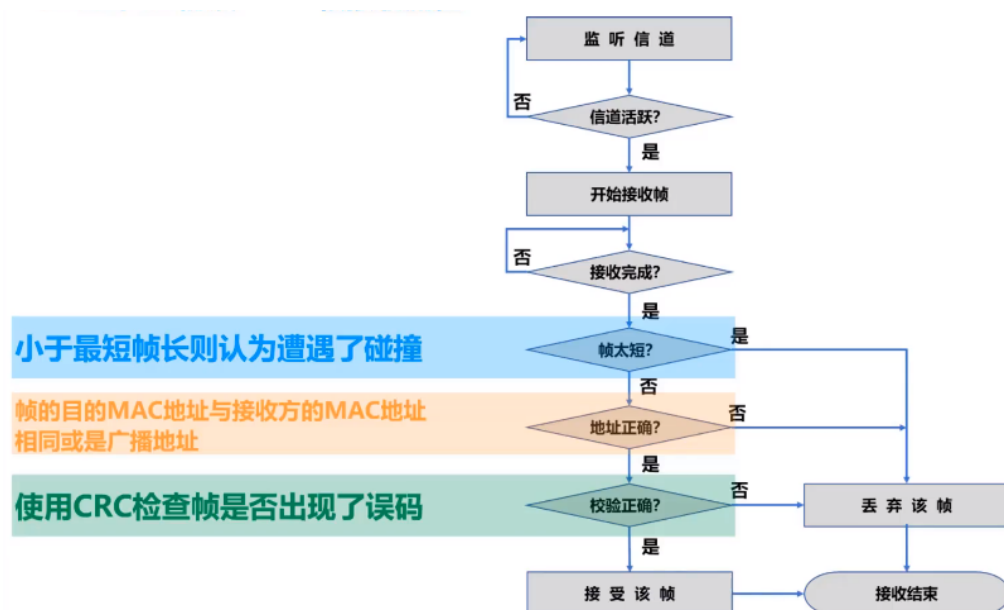 监 听 信 道
否
信道活跃?
是
开始接收帧
否
接收完成?
是
小于最短帧长则认为遭遇了碰撞
帧太短?
是
否
帧的目的MAC地址与接收方的MAC地址
相同或是广播地址
地址正确?
否
是
使用CRC检查帧是否出现了误码
校验正确?
否
丢 弃 该 帧
是
接 受 该 帧
接收结束